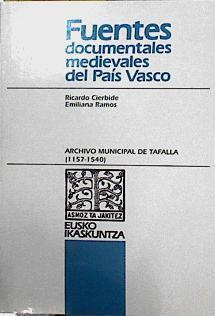 Fuentes
documentales
medievales
del País Vasco
Ricardo Cierbide
Emiliana Ramos
ARCHIVO MUNICIPAL DE TAFALLA
(1157-1540)
ASMOZ TA JAKITEZ
EUSKO
IKASKUNTZA